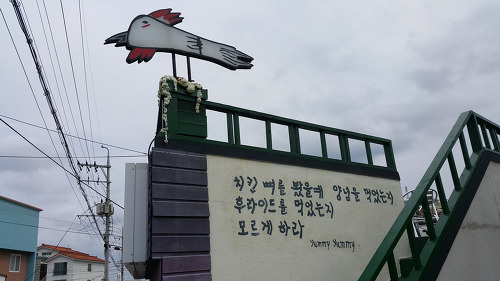 치킨 뼈를 봤을때 양념을 먹었는지
후라이드를 먹었는지
모르게 하라
yummy yummy